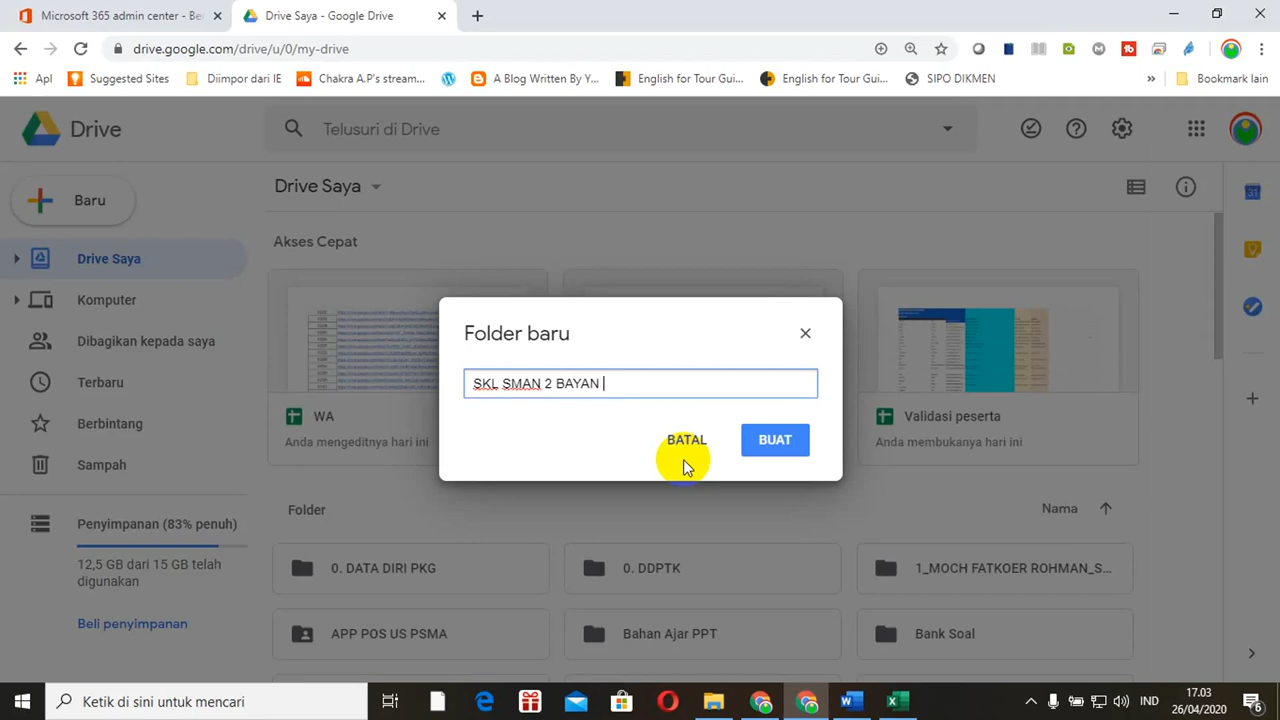 Microsoft 365 admin center - Be
Drive Saya - Google Drive
drive.google.com/drive/u/0/my-drive
Apl
Suggested Sites
Diimpor dari IE
Chakra A.P's stream...
A Blog Written By Y...
English for Tour Gui...
English for Tour Gui...
SIPO DIKMEN
Bookmark lain
Drive
Telusuri di Drive
Baru
Drive Saya
Akses Cepat
Drive Saya
Komputer
Dibagikan kepada saya
Terbaru
Berbintang
Sampah
Penyimpanan (83% penuh)
12,5 GB dari 15 GB telah
digunakan
Beli penyimpanan
Folder baru
SKL SMAN 2 BAYAN
BATAL
BUAT
WA
Anda mengeditnya hari ini
Validasi peserta
Anda membukanya hari ini
Folder
Nama
0. DATA DIRI PKG
0. DDPTK
1_MOCH FATKOER ROHMAN_S...
APP POS US PSMA
Bahan Ajar PPT
Bank Soal
31
Ketik di sini untuk mencari
IND
17.03
26/04/2020
6